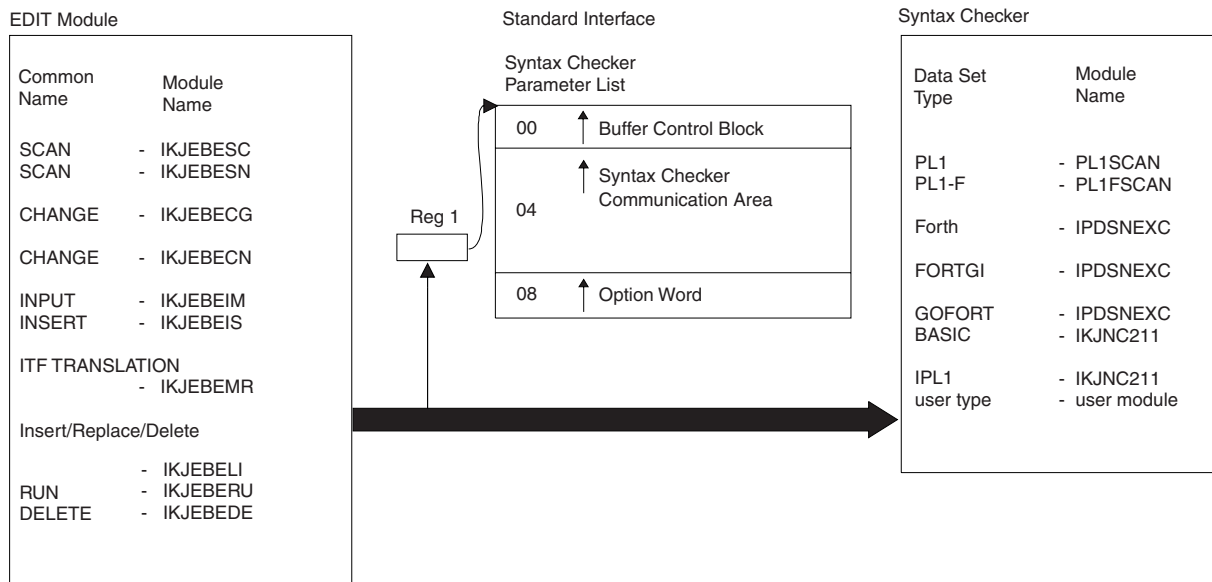 EDIT Module
Common Name
Module Name
SCAN - IKJEBESC
SCAN - IKJEBESN
CHANGE - IKJEBECG
CHANGE - IKJEBECN
INPUT - IKJEBEIM
INSERT - IKJEBEIS
ITF TRANSLATION
- IKJEBEMR
Insert/Replace/Delete
- IKJEBELI
RUN - IKJEBERU
DELETE - IKJEBEDE
Standard Interface
Syntax Checker
Parameter List
00 Buffer Control Block
04 Syntax Checker
Communication Area
08 Option Word
Reg 1
Syntax Checker
Data Set Type
Module Name
PL1 - PL1SCAN
PL1-F - PL1FSCAN
Forth - IPDSNEXC
FORTGI - IPDSNEXC
GOFORT - IPDSNEXC
BASIC - IKJNC211
IPL1 - IKJNC211
user type - user module